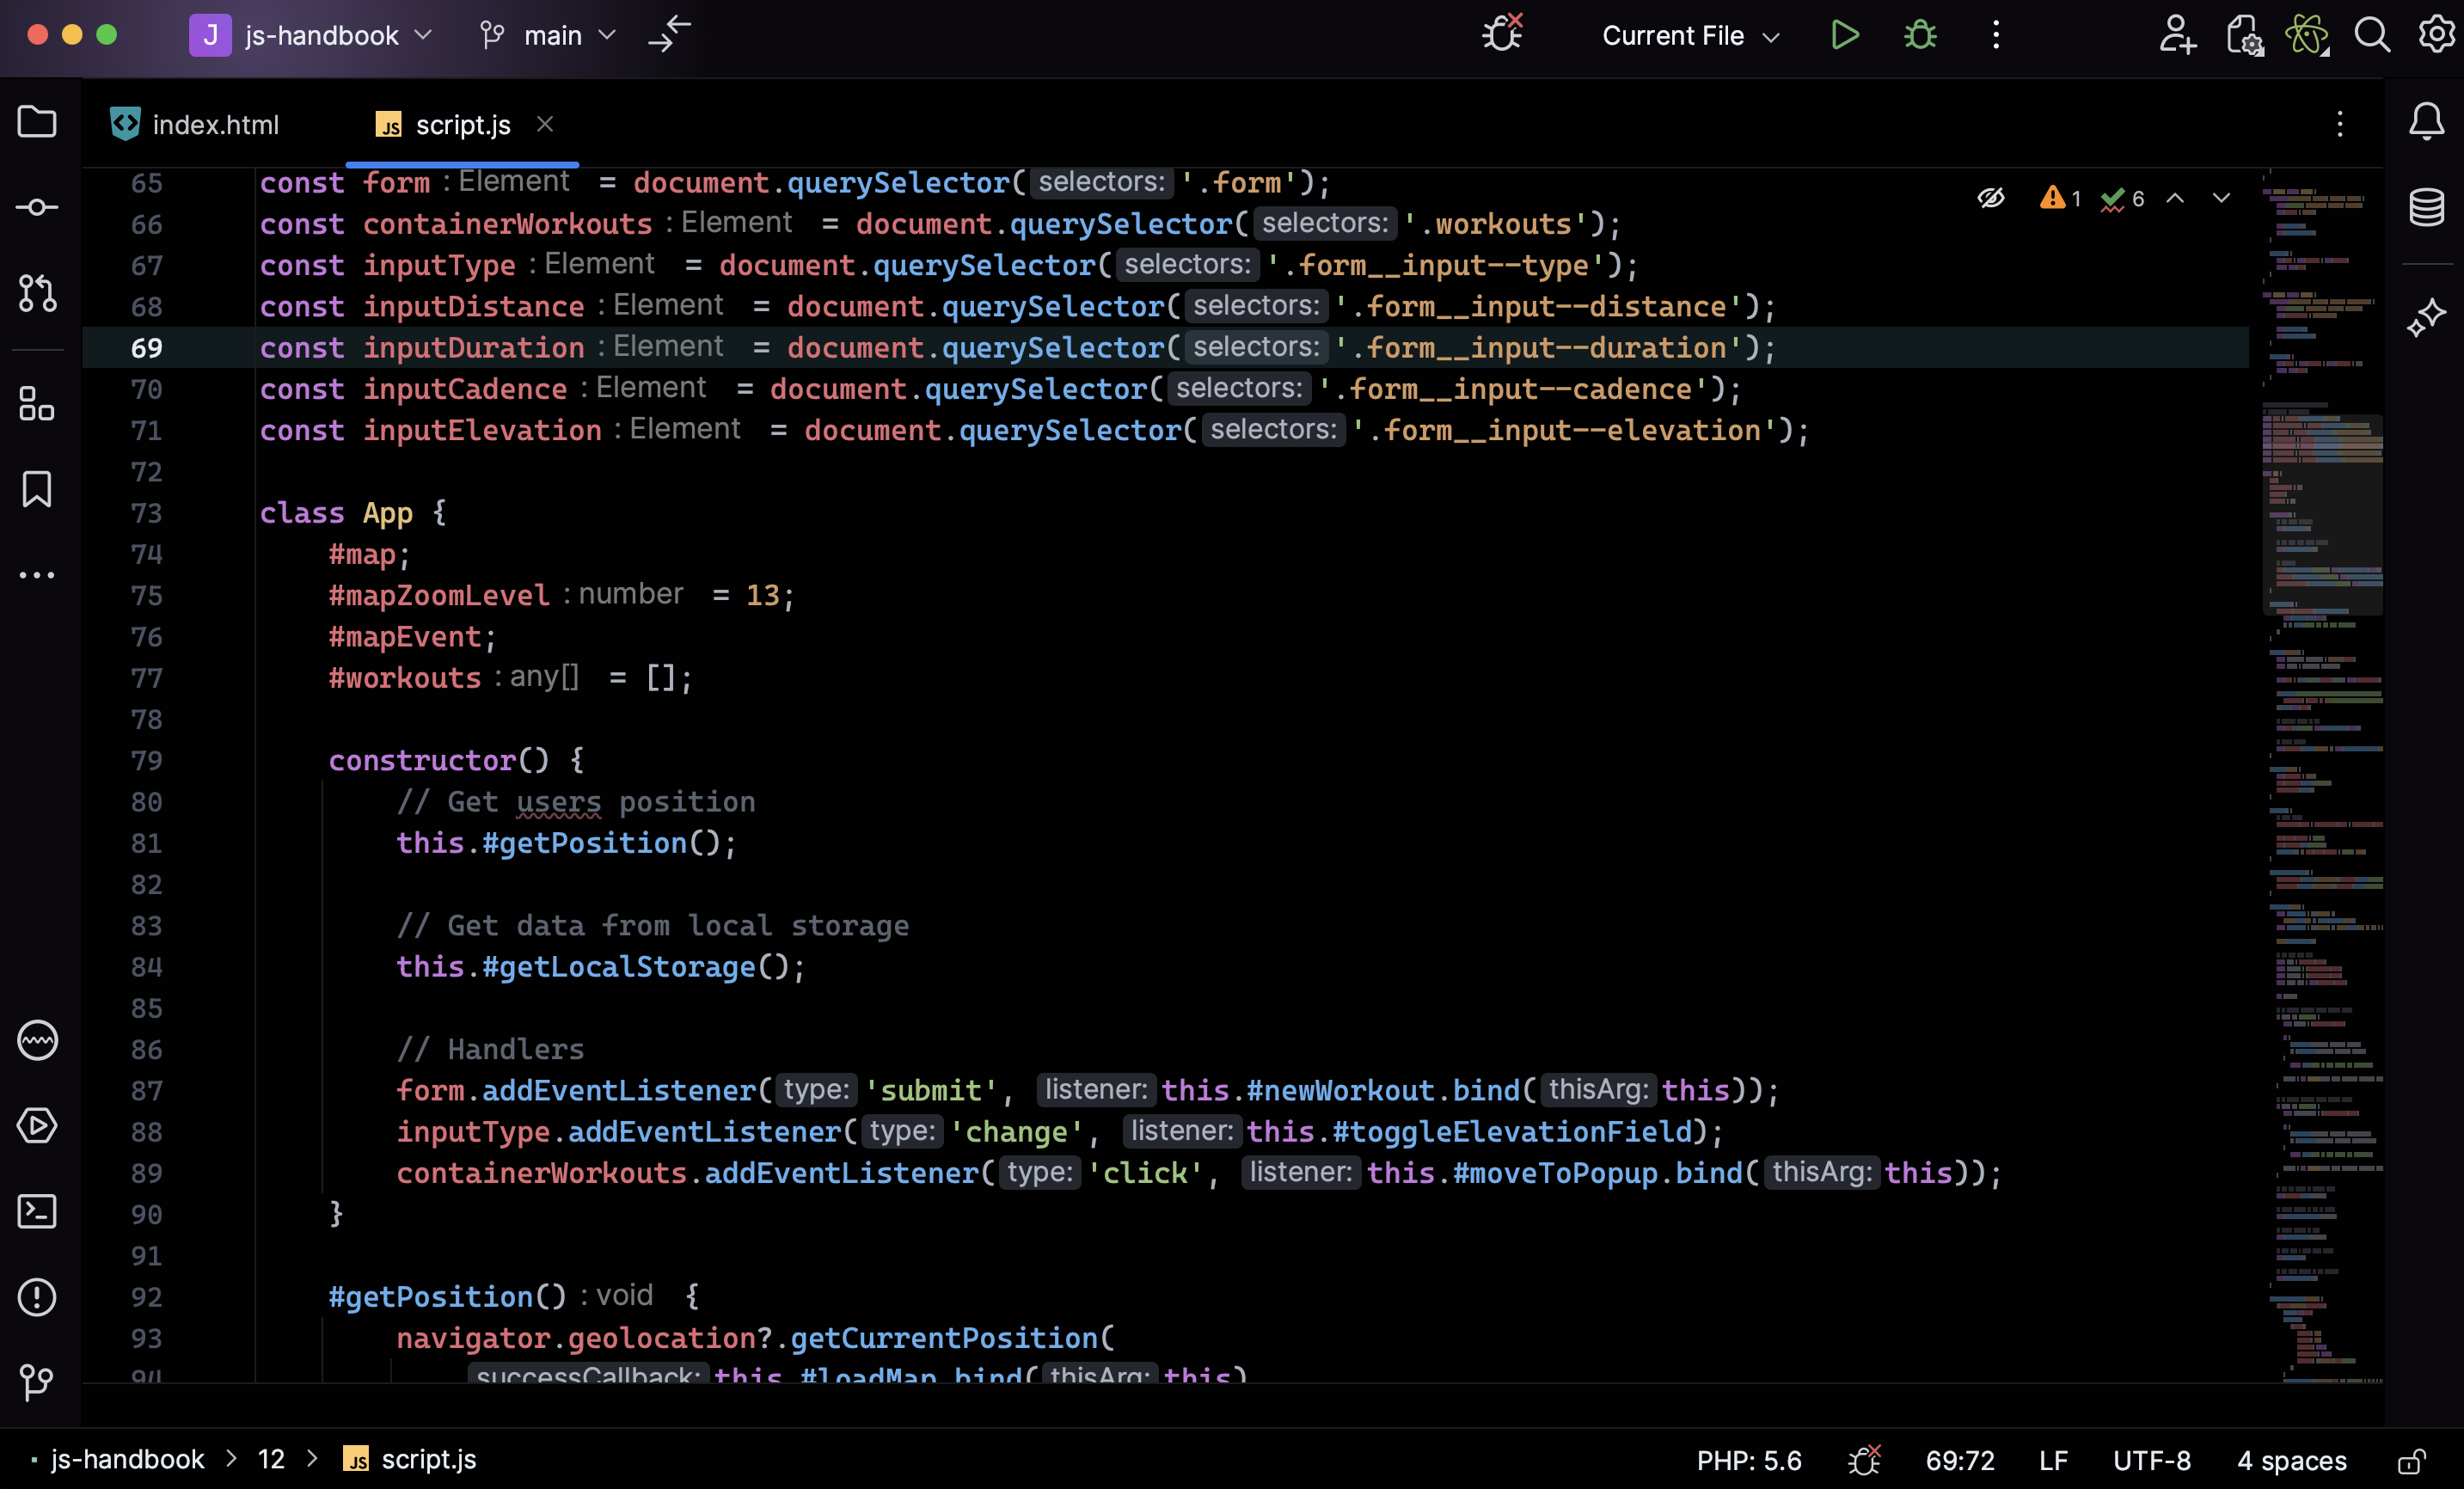 J js-handbook main Current File
index.html JS script.js
65 const form : Element = document.querySelector( selectors: '.form');
1 6
66 const containerWorkouts : Element = document.querySelector( selectors: '.workouts');
67 const inputType : Element = document.querySelector( selectors: '.form__input--type');
68 const inputDistance : Element = document.querySelector( selectors: '.form__input--distance');
69 const inputDuration : Element = document.querySelector( selectors: '.form__input--duration');
70 const inputCadence : Element = document.querySelector( selectors: '.form__input--cadence');
71 const inputElevation : Element = document.querySelector( selectors: '.form__input--elevation');
72
73 class App {
74 #map;
75 #mapZoomLevel : number = 13;
76 #mapEvent;
77 #workouts : any[] = [];
78
79 constructor() {
80 // Get users position
81 this.#getPosition();
82
83 // Get data from local storage
84 this.#getLocalStorage();
85
86 // Handlers
87 form.addEventListener( type: 'submit', listener: this.#newWorkout.bind( thisArg: this));
88 inputType.addEventListener( type: 'change', listener: this.#toggleElevationField);
89 containerWorkouts.addEventListener( type: 'click', listener: this.#moveToPopup.bind( thisArg: this));
90 }
91
92 #getPosition() : void {
93 navigator.geolocation?.getCurrentPosition(
94 successCallback: this.#loadMap.bind( thisArg: this)
js-handbook > 12 > JS script.js PHP: 5.6 69:72 LF UTF-8 4 spaces